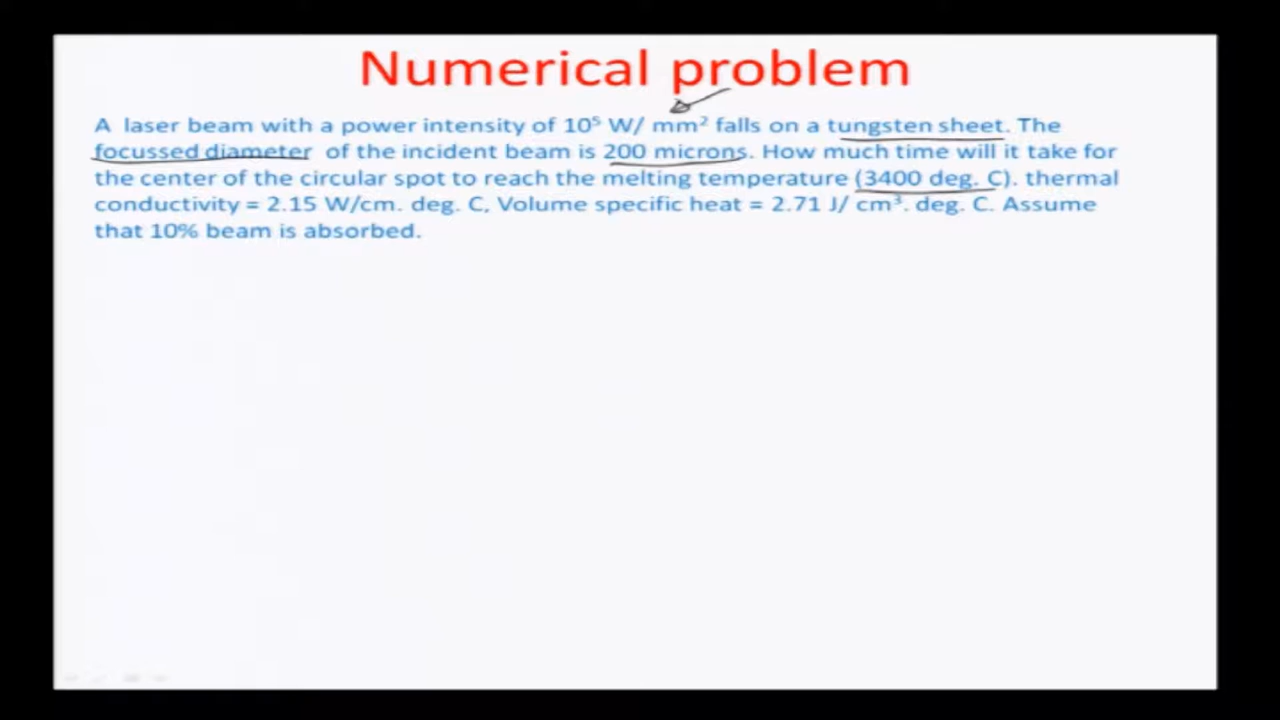 Numerical problem
A laser beam with a power intensity of 10⁵ W/ mm² falls on a tungsten sheet. The
focussed diameter of the incident beam is 200 microns. How much time will it take for
the center of the circular spot to reach the melting temperature (3400 deg. C). thermal
conductivity = 2.15 W/cm. deg. C, Volume specific heat = 2.71 J/ cm³. deg. C. Assume
that 10% beam is absorbed.